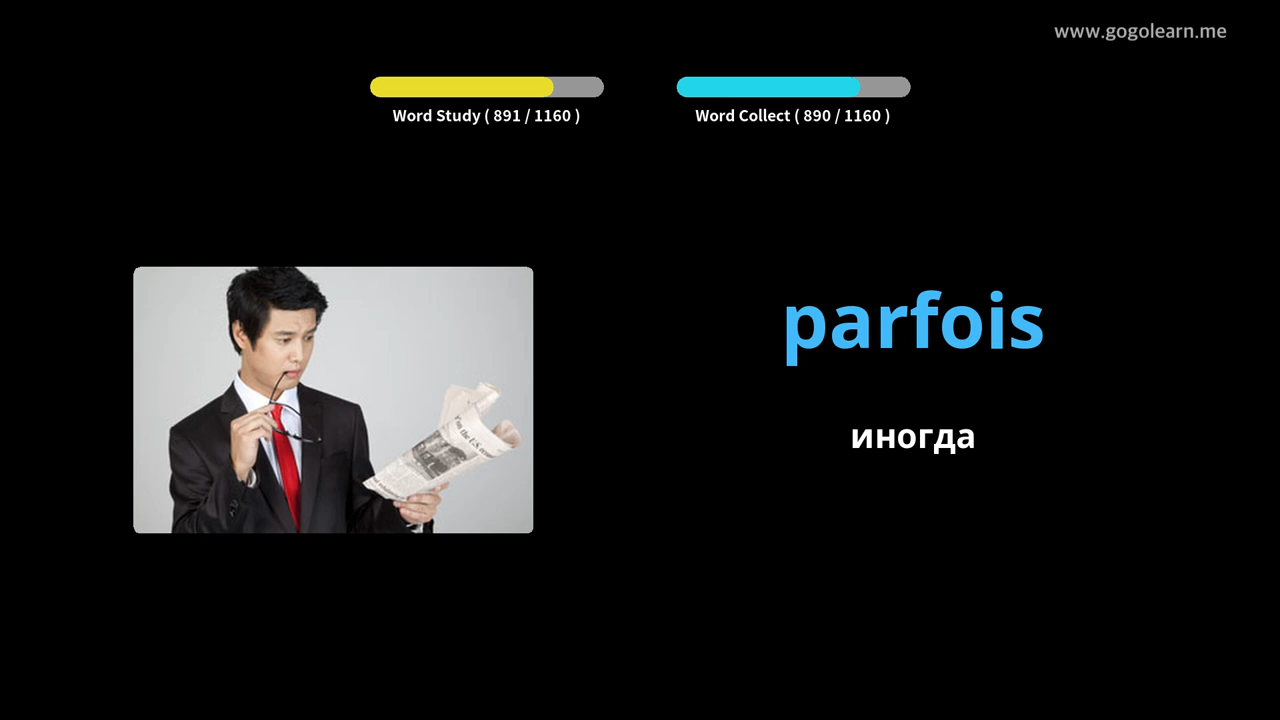 www.gogolearn.me
Word Study ( 891 / 1160 )
Word Collect ( 890 / 1160 )
parfois
иногда